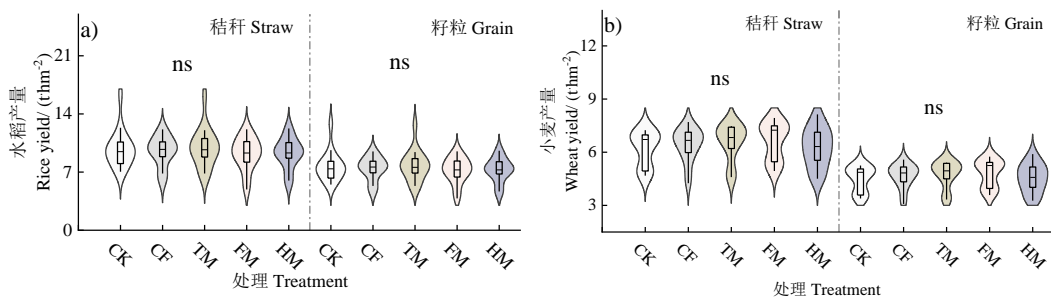 a)
秸秆 Straw
籽粒 Grain
水稻产量
Rice yield/ (t·hm-2)
21
14
7
0
ns
ns
CK
CF
TM
FM
HM
CK
CF
TM
FM
HM
处理 Treatment
b)
秸秆 Straw
籽粒 Grain
小麦产量
Wheat yield/ (t·hm-2)
12
9
6
3
ns
ns
CK
CF
TM
FM
HM
CK
CF
TM
FM
HM
处理 Treatment